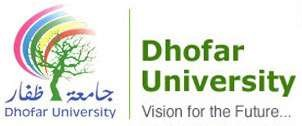 جامعة ظفار
Dhofar University
Dhofar
University
Vision for the Future...